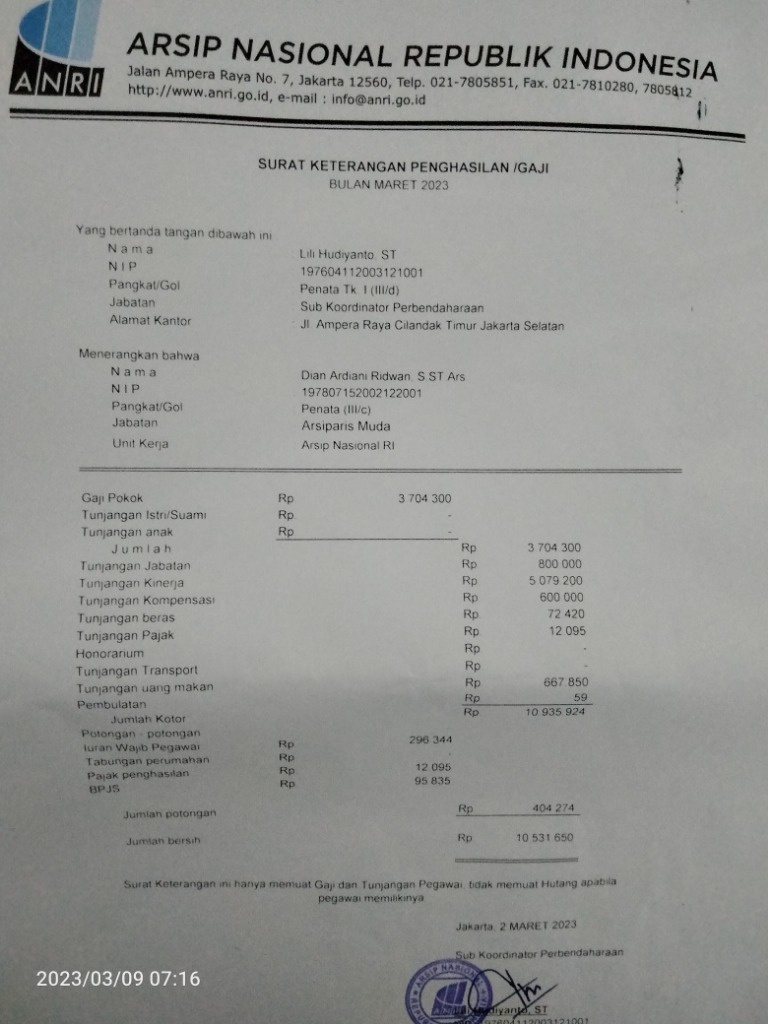 ANRI
ARSIP NASIONAL REPUBLIK INDONESIA
Jalan Ampera Raya No. 7, Jakarta 12560, Telp. 021-7805851, Fax. 021-7810280, 7805812
http://www.anri.go.id, e-mail : info@anri.go.id
SURAT KETERANGAN PENGHASILAN /GAJI
BULAN MARET 2023
Yang bertanda tangan dibawah ini
N a m a Lili Hudiyanto. ST
N I P 197604112003121001
Pangkat/Gol Penata Tk. I (III/d)
Jabatan Sub Koordinator Perbendaharaan
Alamat Kantor : Jl. Ampera Raya Cilandak Timur Jakarta Selatan
Menerangkan bahwa
N a m a Dian Ardiani Ridwan. S ST Ars
N I P 197807152002122001
Pangkat/Gol Penata (III/c)
Jabatan Arsiparis Muda
Unit Kerja Arsip Nasional RI
Gaji Pokok Rp 3 704 300
Tunjangan Istri/Suami Rp. -
Tunjangan anak Rp -
J u m l a h Rp 3 704 300
Tunjangan Jabatan Rp 800 000
Tunjangan Kinerja Rp 5 079 200
Tunjangan Kompensasi Rp 600 000
Tunjangan beras Rp 72 420
Tunjangan Pajak Rp 12 095
Honorarium Rp -
Tunjangan Transport Rp -
Tunjangan uang makan Rp 667 850
Pembulatan Rp 59
Jumlah Kotor Rp 10 935 924
Potongan - potongan
Iuran Wajib Pegawai Rp 296 344
Tabungan perumahan Rp -
Pajak penghasilan Rp 12 095
BPJS Rp 95 835
Jumlah potongan Rp 404 274
Jumlah bersih Rp 10 531 650
Surat Keterangan ini hanya memuat Gaji dan Tunjangan Pegawai, tidak memuat Hutang apabila
pegawai memilikinya
Jakarta, 2 MARET 2023
Sub Koordinator Perbendaharaan
ARSIP NASIONAL
diyanto, ST
197604112003121001
2023/03/09 07:16